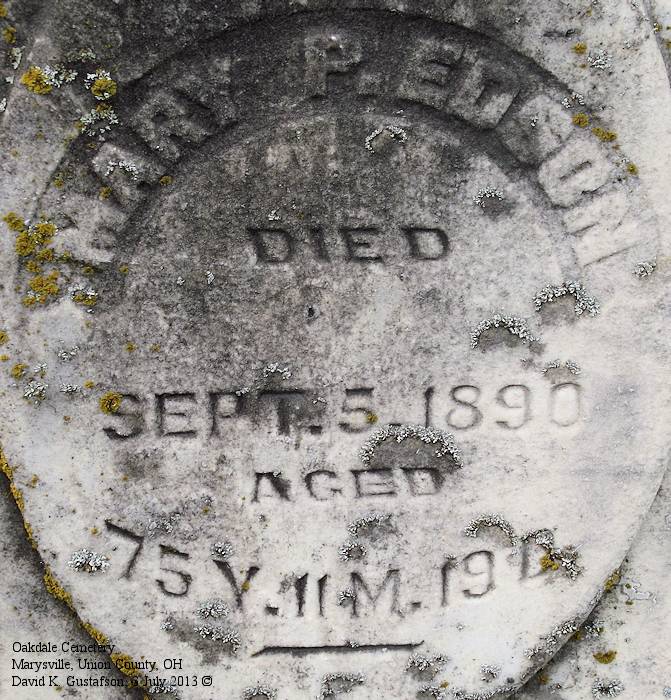 MARY P. ETISON
DIED
SEPT. 5. 1890
AGED
75 Y. 11 M. 19 D.
Oakdale Cemetery
Marysville, Union County, OH
David K. Gustafson, 6 July 2013 ©